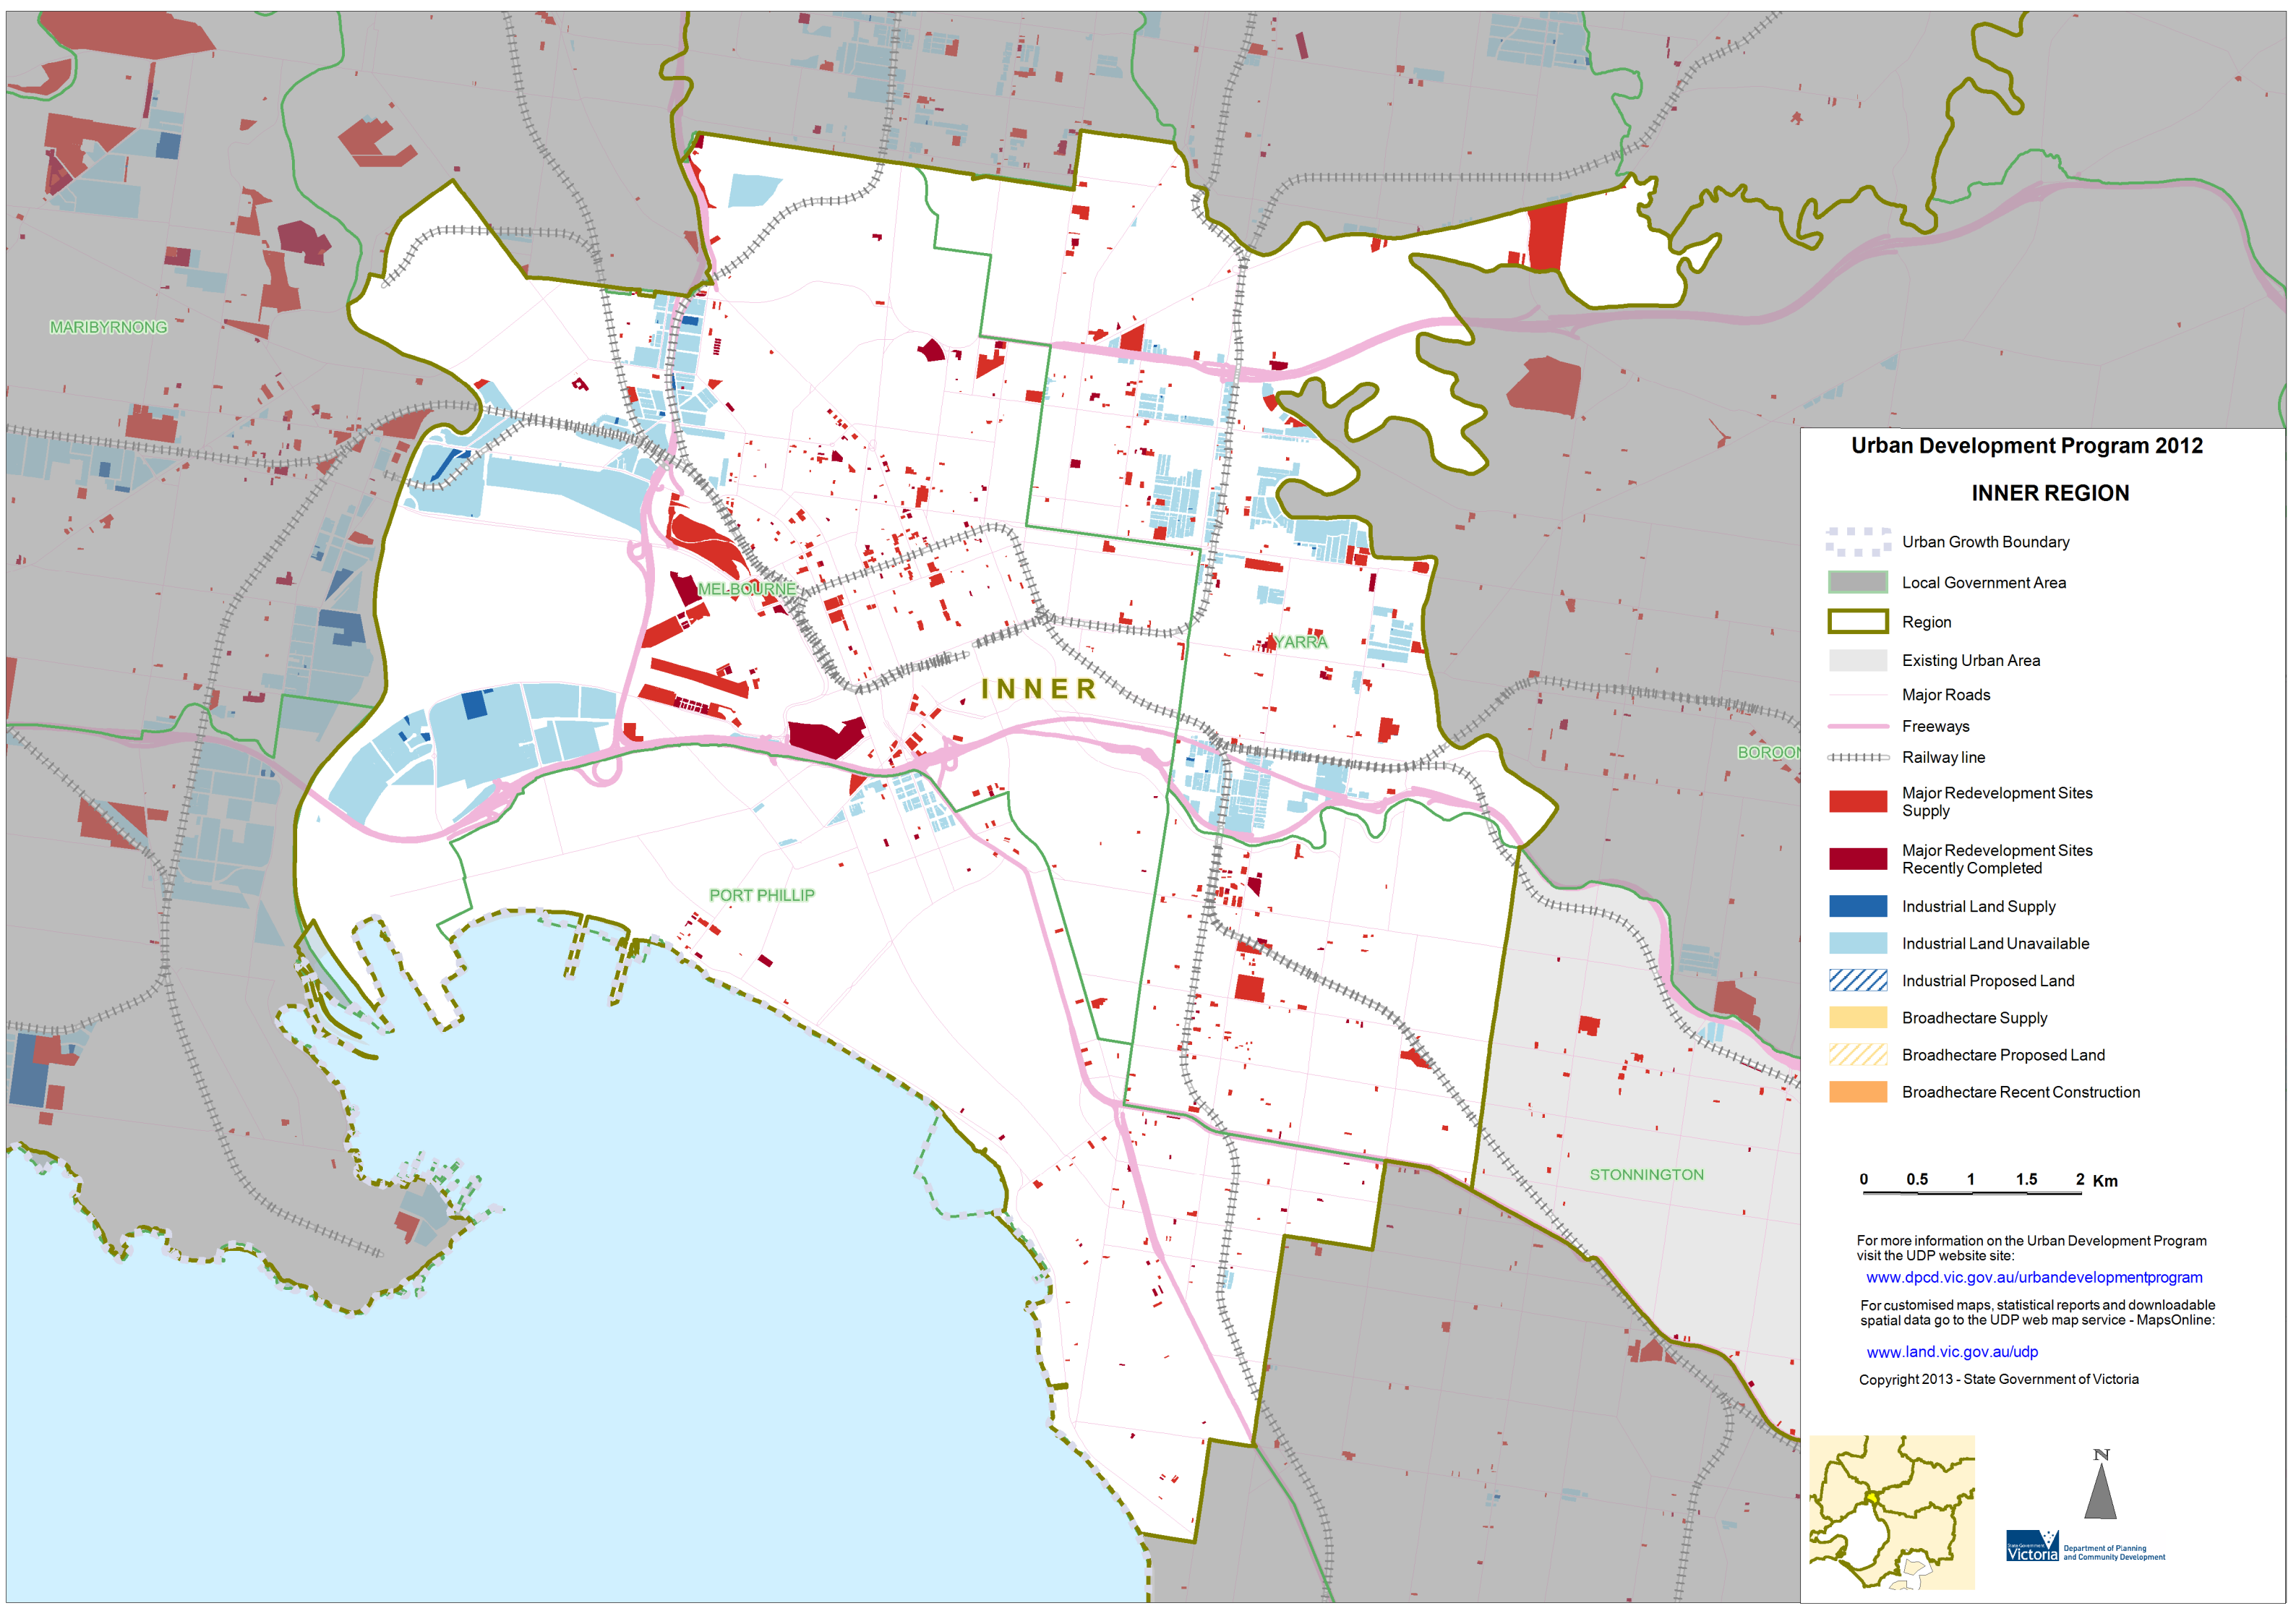 MARIBYRNONG
MELBOURNE
YARRA
INNER
BOROON
PORT PHILLIP
STONNINGTON
Urban Development Program 2012
INNER REGION
Urban Growth Boundary
Local Government Area
Region
Existing Urban Area
Major Roads
Freeways
Railway line
Major Redevelopment Sites
Supply
Major Redevelopment Sites
Recently Completed
Industrial Land Supply
Industrial Land Unavailable
Industrial Proposed Land
Broadhectare Supply
Broadhectare Proposed Land
Broadhectare Recent Construction
0 0.5 1 1.5 2 Km
For more information on the Urban Development Program
visit the UDP website site:
www.dpcd.vic.gov.au/urbandevelopmentprogram
For customised maps, statistical reports and downloadable
spatial data go to the UDP web map service - MapsOnline:
www.land.vic.gov.au/udp
Copyright 2013 - State Government of Victoria
N
State Government
Victoria
Department of Planning
and Community Development